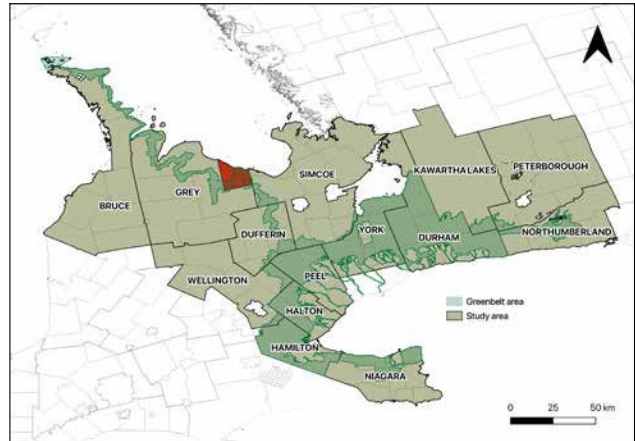 KAWARTHA LAKES
PETERBOROUGH
SIMCOE
BRUCE
GREY
DUFFERIN
YORK
DURHAM
NORTHUMBERLAND
WELLINGTON
PEEL
HALTON
HAMILTON
NIAGARA
Greenbelt area
Study area
0 25 50 km